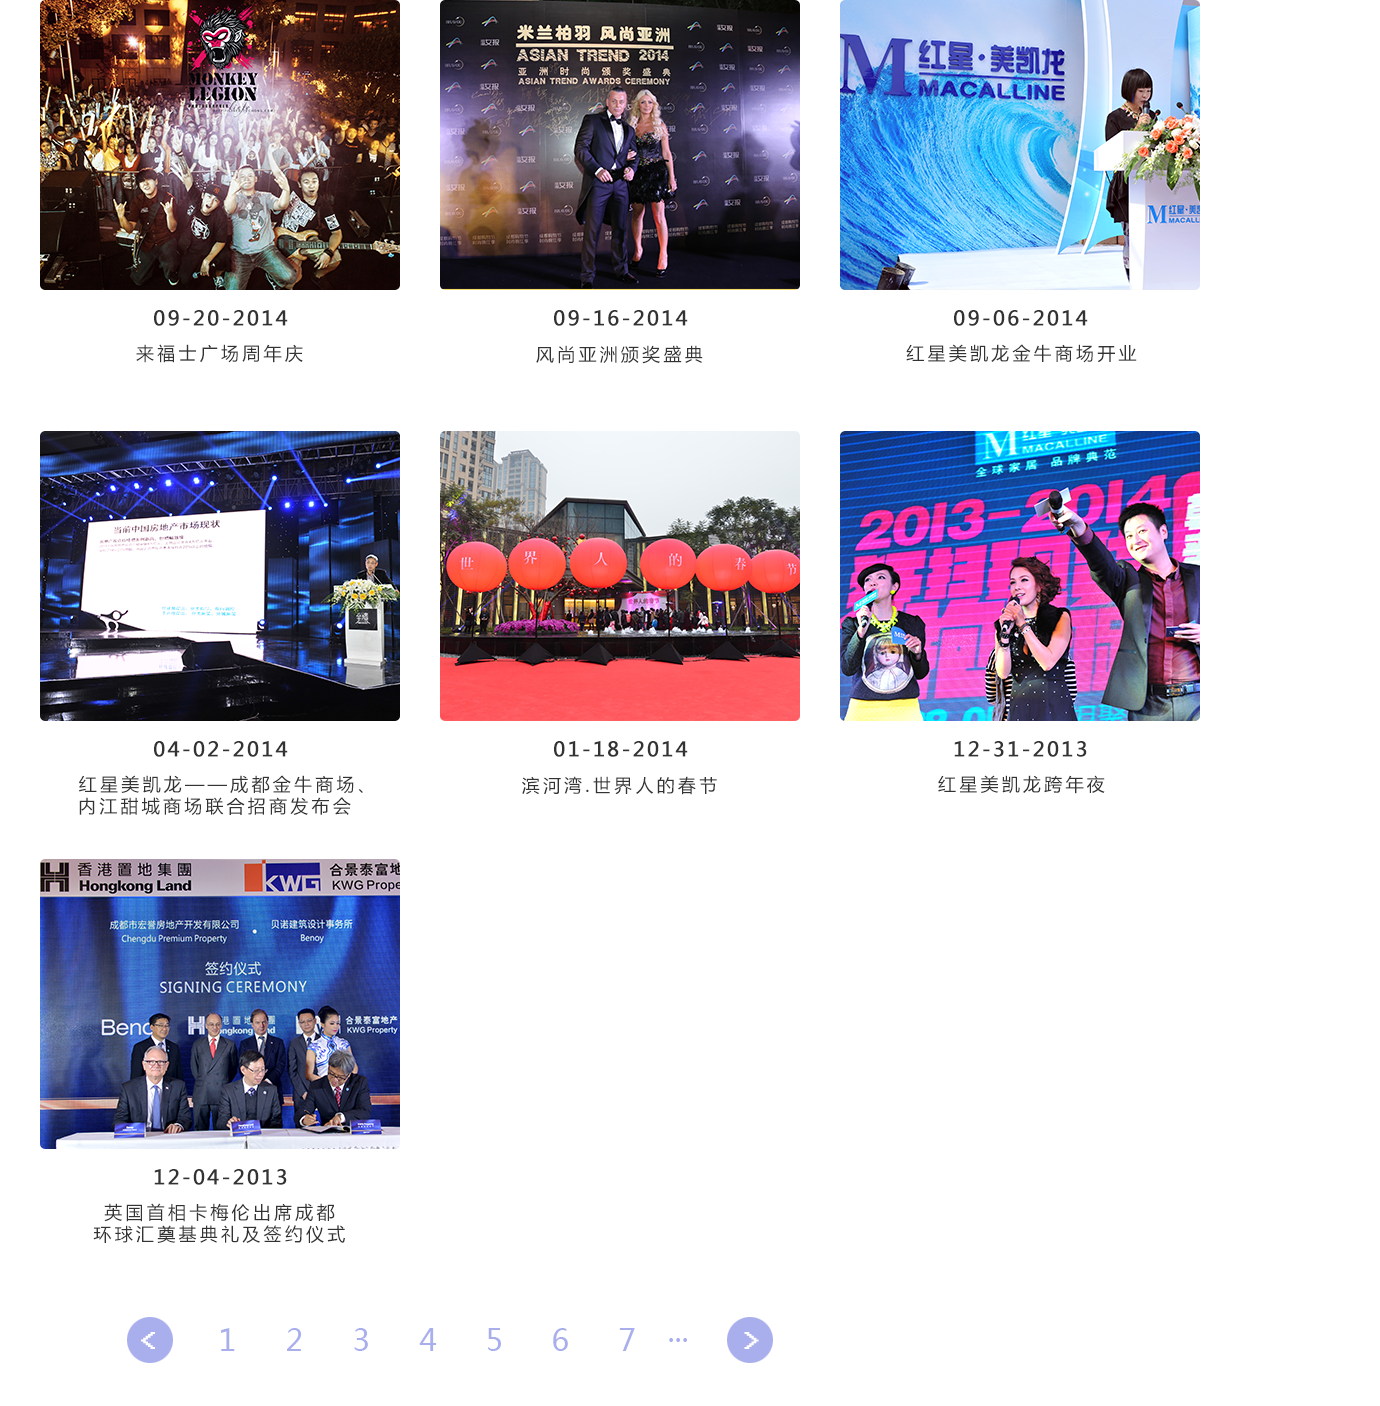 MONKEY
LEGION
米兰柏羽 风尚亚洲
ASIAN TREND 2014
亚洲时尚颁奖盛典
ASIAN TREND AWARDS CEREMONY
M 红星·美凯龙
MACALLINE
M 红星·美凯
MACALL
09-20-2014
来福士广场周年庆
09-16-2014
风尚亚洲颁奖盛典
09-06-2014
红星美凯龙金牛商场开业
当前中国房地产市场现状
世界人的春节
世界人的春节
MACALLINE
全球家居 品牌典范
2013-2014
04-02-2014
红星美凯龙——成都金牛商场、
内江甜城商场联合招商发布会
01-18-2014
滨河湾.世界人的春节
12-31-2013
红星美凯龙跨年夜
香港置地集團
Hongkong Land
KWG
合景泰富地
KWG Prope
成都市宏誉房地产开发有限公司 • 贝诺建筑设计事务所
Chengdu Premium Property Benoy
签约仪式
SIGNING CEREMONY
合景泰富地产
KWG Property
12-04-2013
英国首相卡梅伦出席成都
环球汇奠基典礼及签约仪式
1 2 3 4 5 6 7 ...